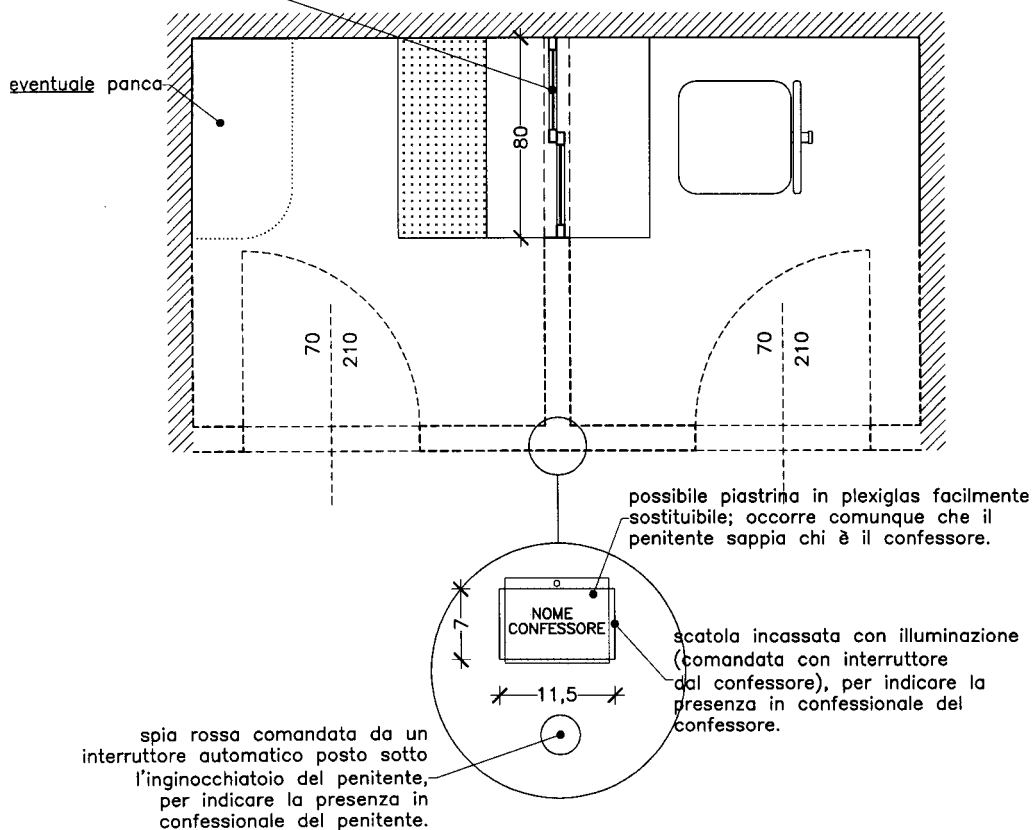 eventuale panca
80
70
210
70
210
possibile piastrina in plexiglas facilmente
sostituibile; occorre comunque che il
penitente sappia chi è il confessore.
NOME
CONFESSORE
7
11,5
scatola incassata con illuminazione
(comandata con interruttore
dal confessore), per indicare la
presenza in confessionale del
confessore.
spia rossa comandata da un
interruttore automatico posto sotto
l'inginocchiatoio del penitente,
per indicare la presenza in
confessionale del penitente.